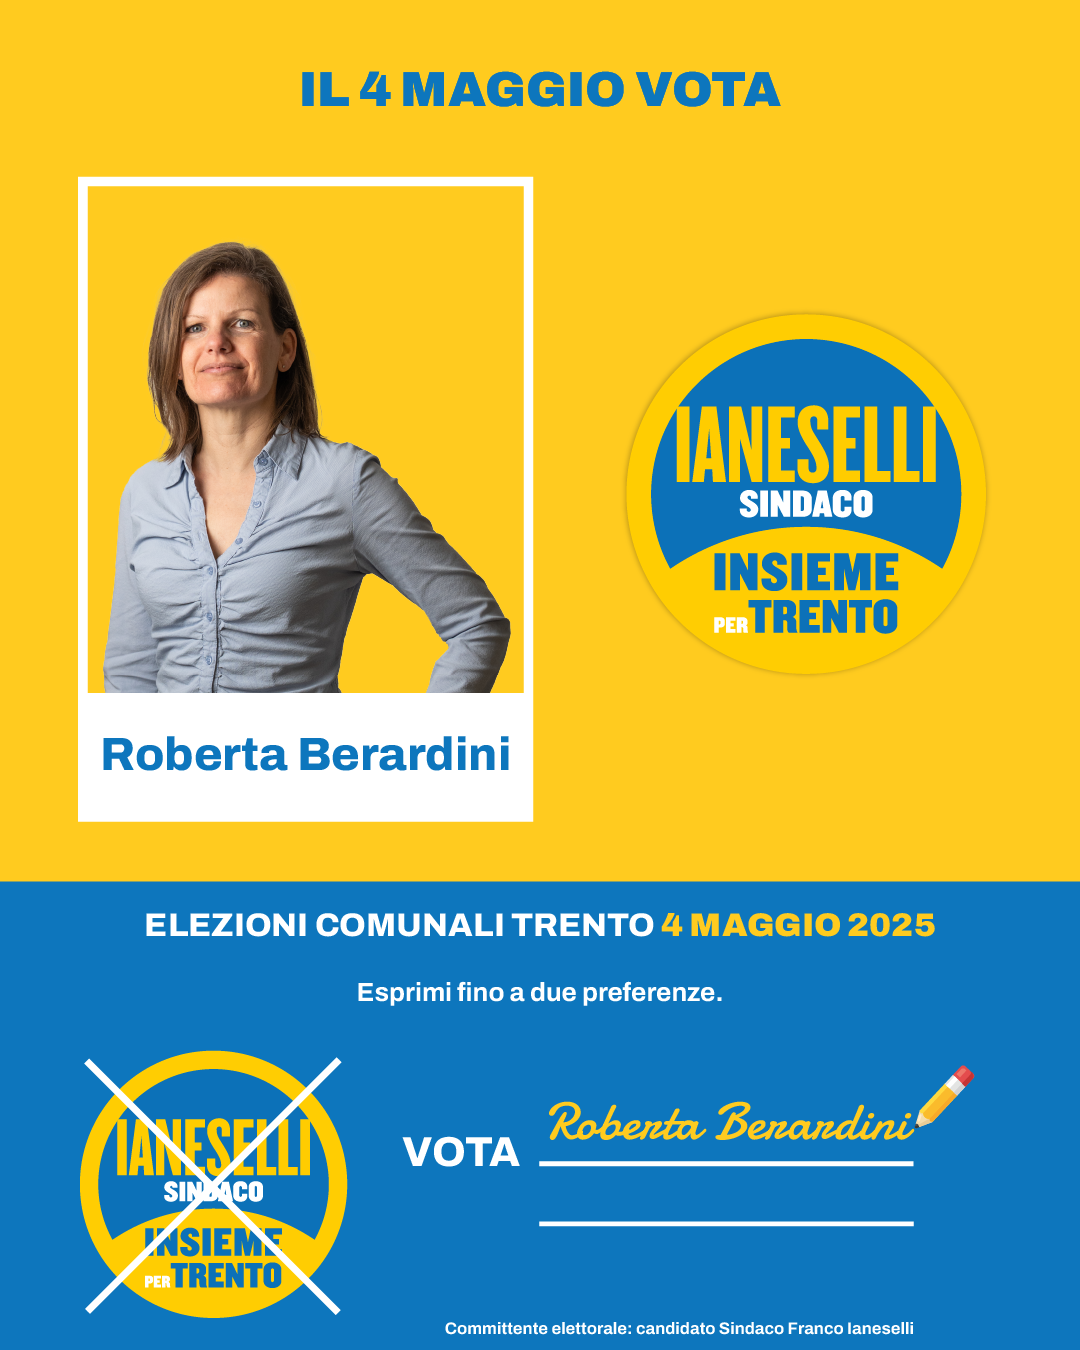 IL 4 MAGGIO VOTA
IANESELLI
SINDACO
INSIEME
PER TRENTO
Roberta Berardini
ELEZIONI COMUNALI TRENTO 4 MAGGIO 2025
Esprimi fino a due preferenze.
IANESELLI
SINDACO
INSIEME
PER TRENTO
VOTA
Roberta Berardini
Committente elettorale: candidato Sindaco Franco Ianeselli